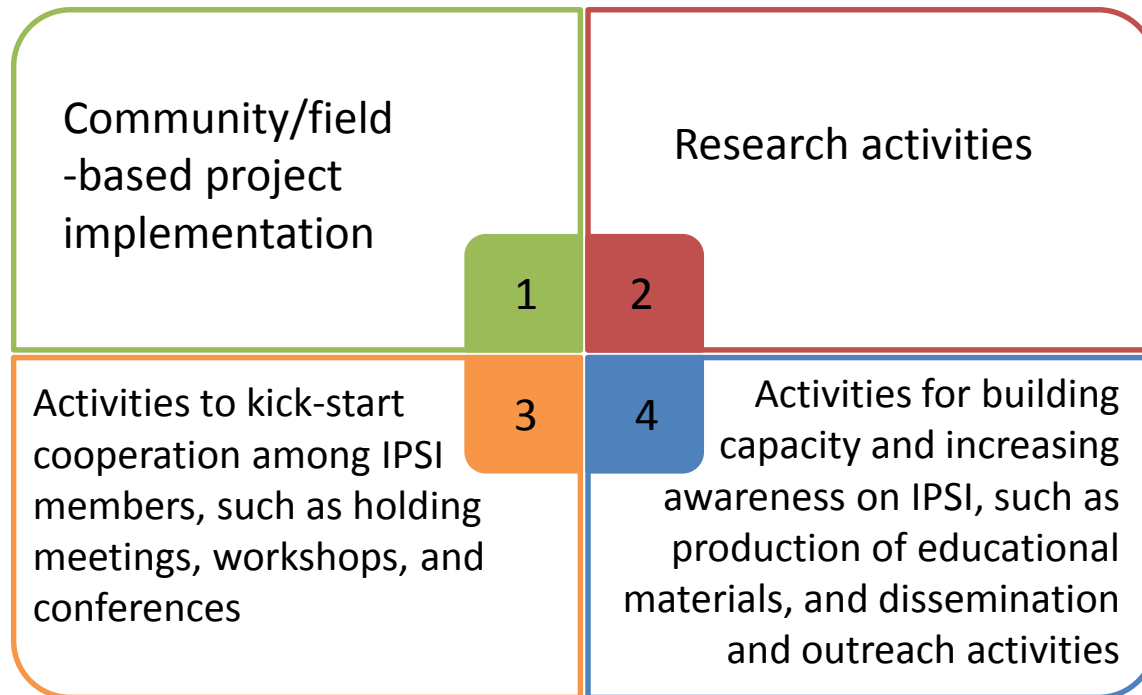 Community/field
-based project
implementation
1
Research activities
2
Activities to kick-start
cooperation among IPSI
members, such as holding
meetings, workshops, and
conferences
3
4
Activities for building
capacity and increasing
awareness on IPSI, such as
production of educational
materials, and dissemination
and outreach activities